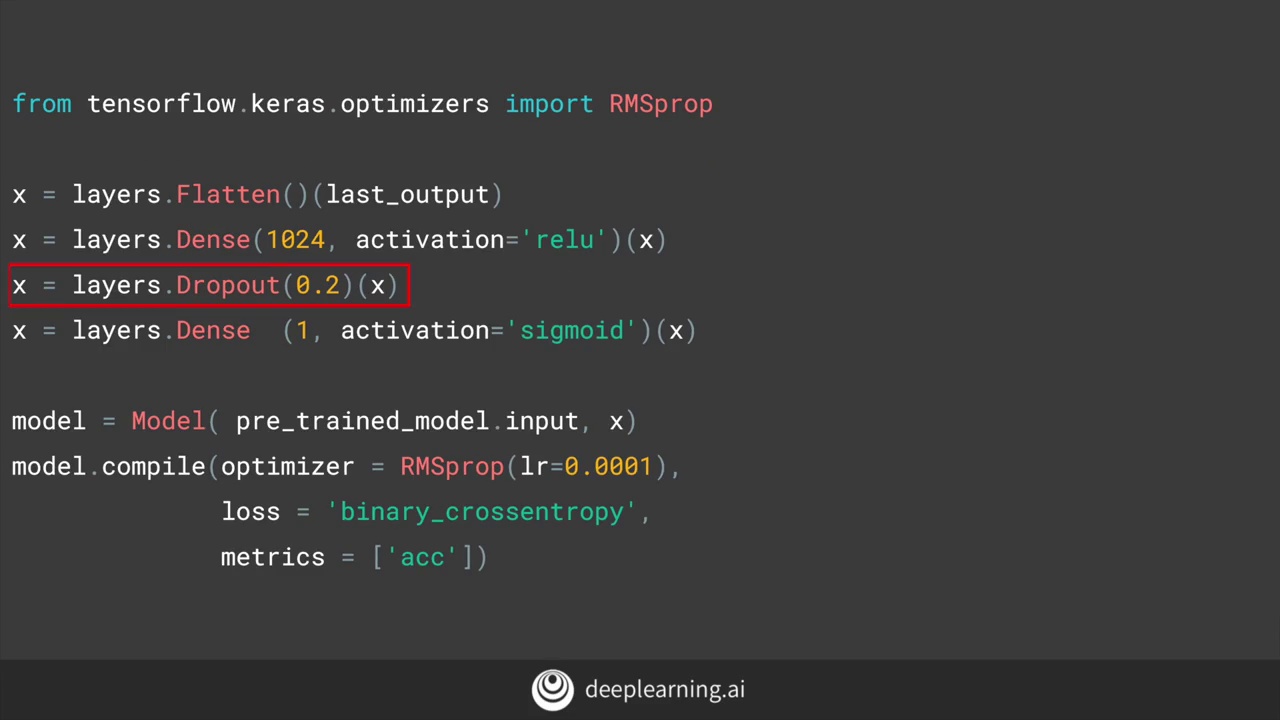 from tensorflow.keras.optimizers import RMSprop
x = layers.Flatten()(last_output)
x = layers.Dense(1024, activation='relu')(x)
x = layers.Dropout(0.2)(x)
x = layers.Dense  (1, activation='sigmoid')(x)
model = Model( pre_trained_model.input, x)
model.compile(optimizer = RMSprop(lr=0.0001),
loss = 'binary_crossentropy',
metrics = ['acc'])
deeplearning.ai